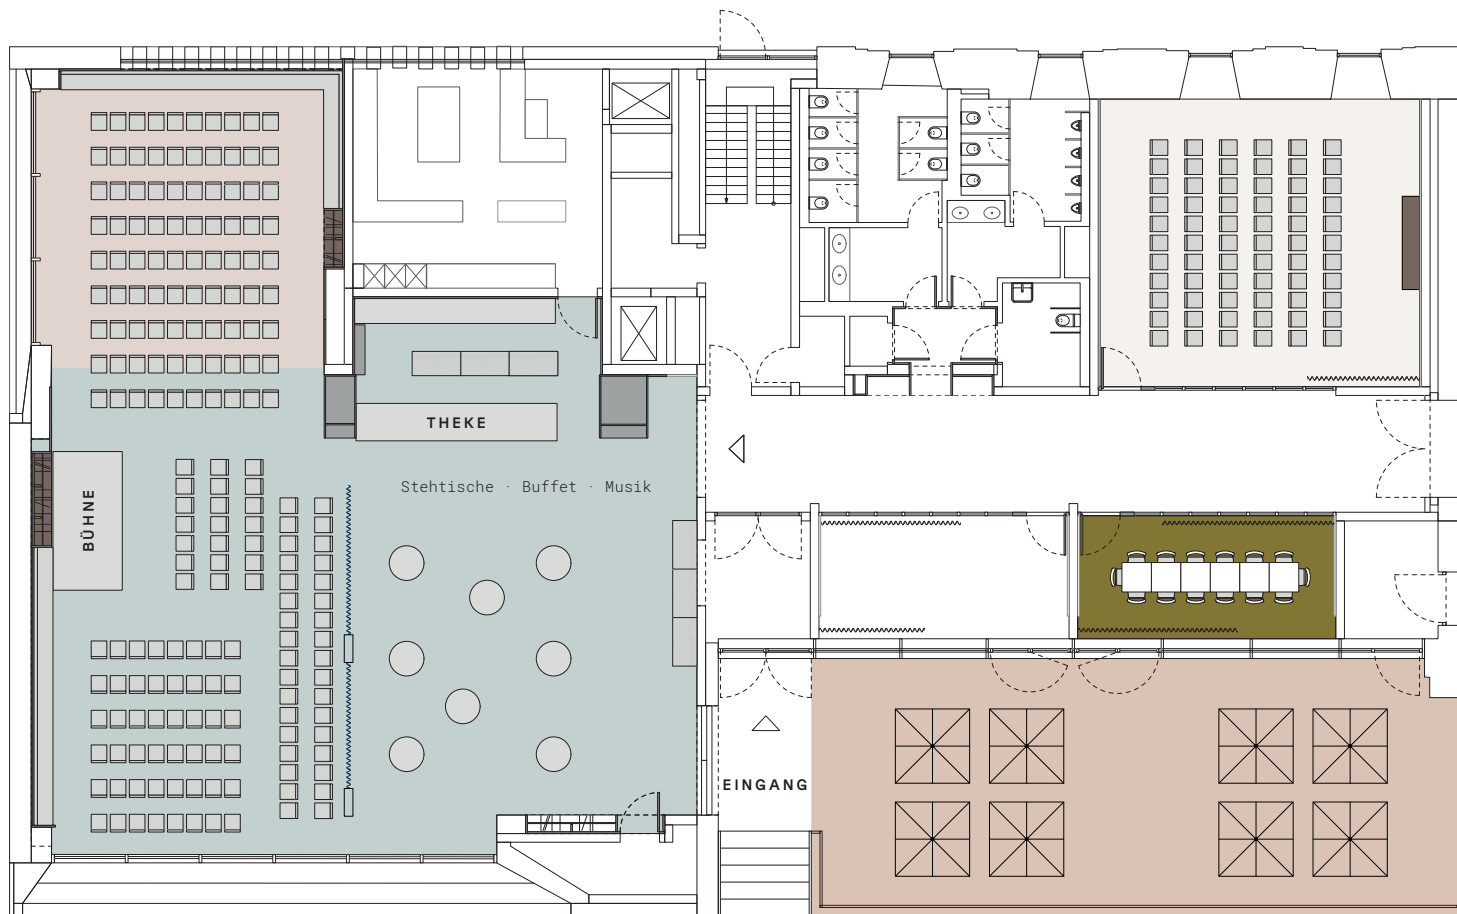 THEKE
Stehtische · Buffet · Musik
BÜHNE
EINGANG